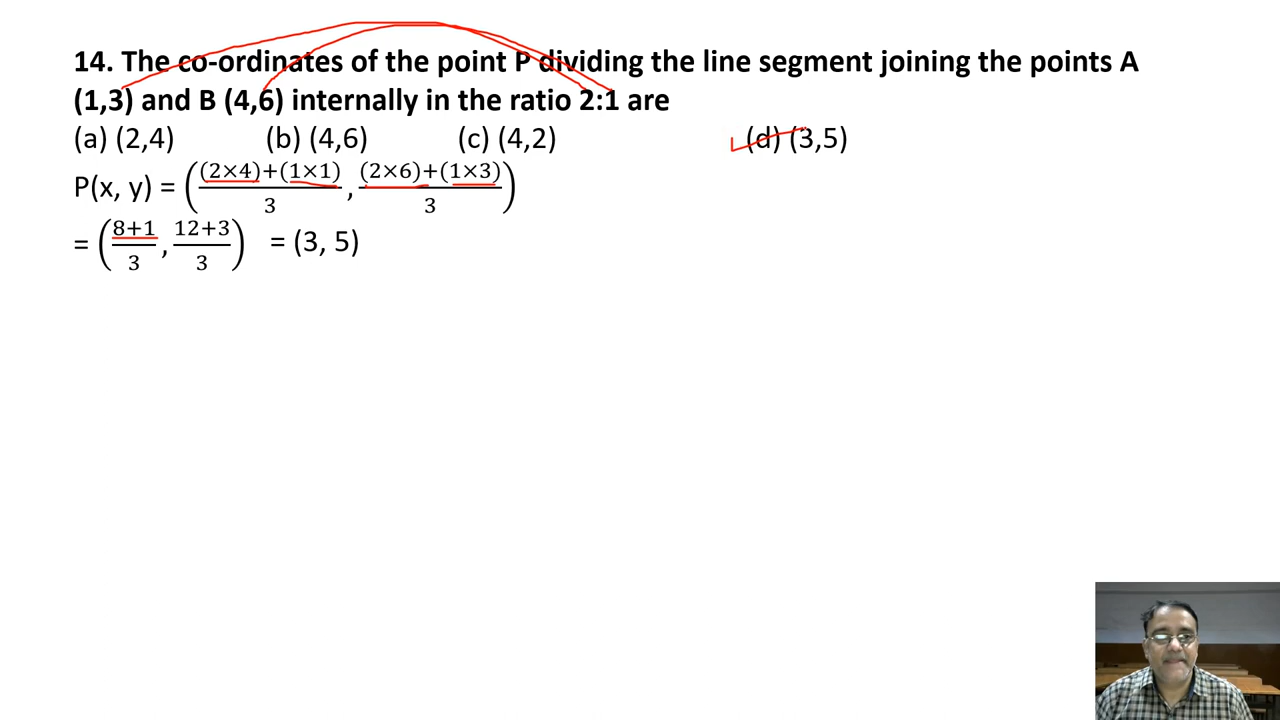 14. The co-ordinates of the point P dividing the line segment joining the points A
(1,3) and B (4,6) internally in the ratio 2:1 are
(a) (2,4) (b) (4,6) (c) (4,2) (d) (3,5)
P(x, y) = ( (2×4)+(1×1) / 3 , (2×6)+(1×3) / 3 )
= ( 8+1 / 3 , 12+3 / 3 ) = (3, 5)